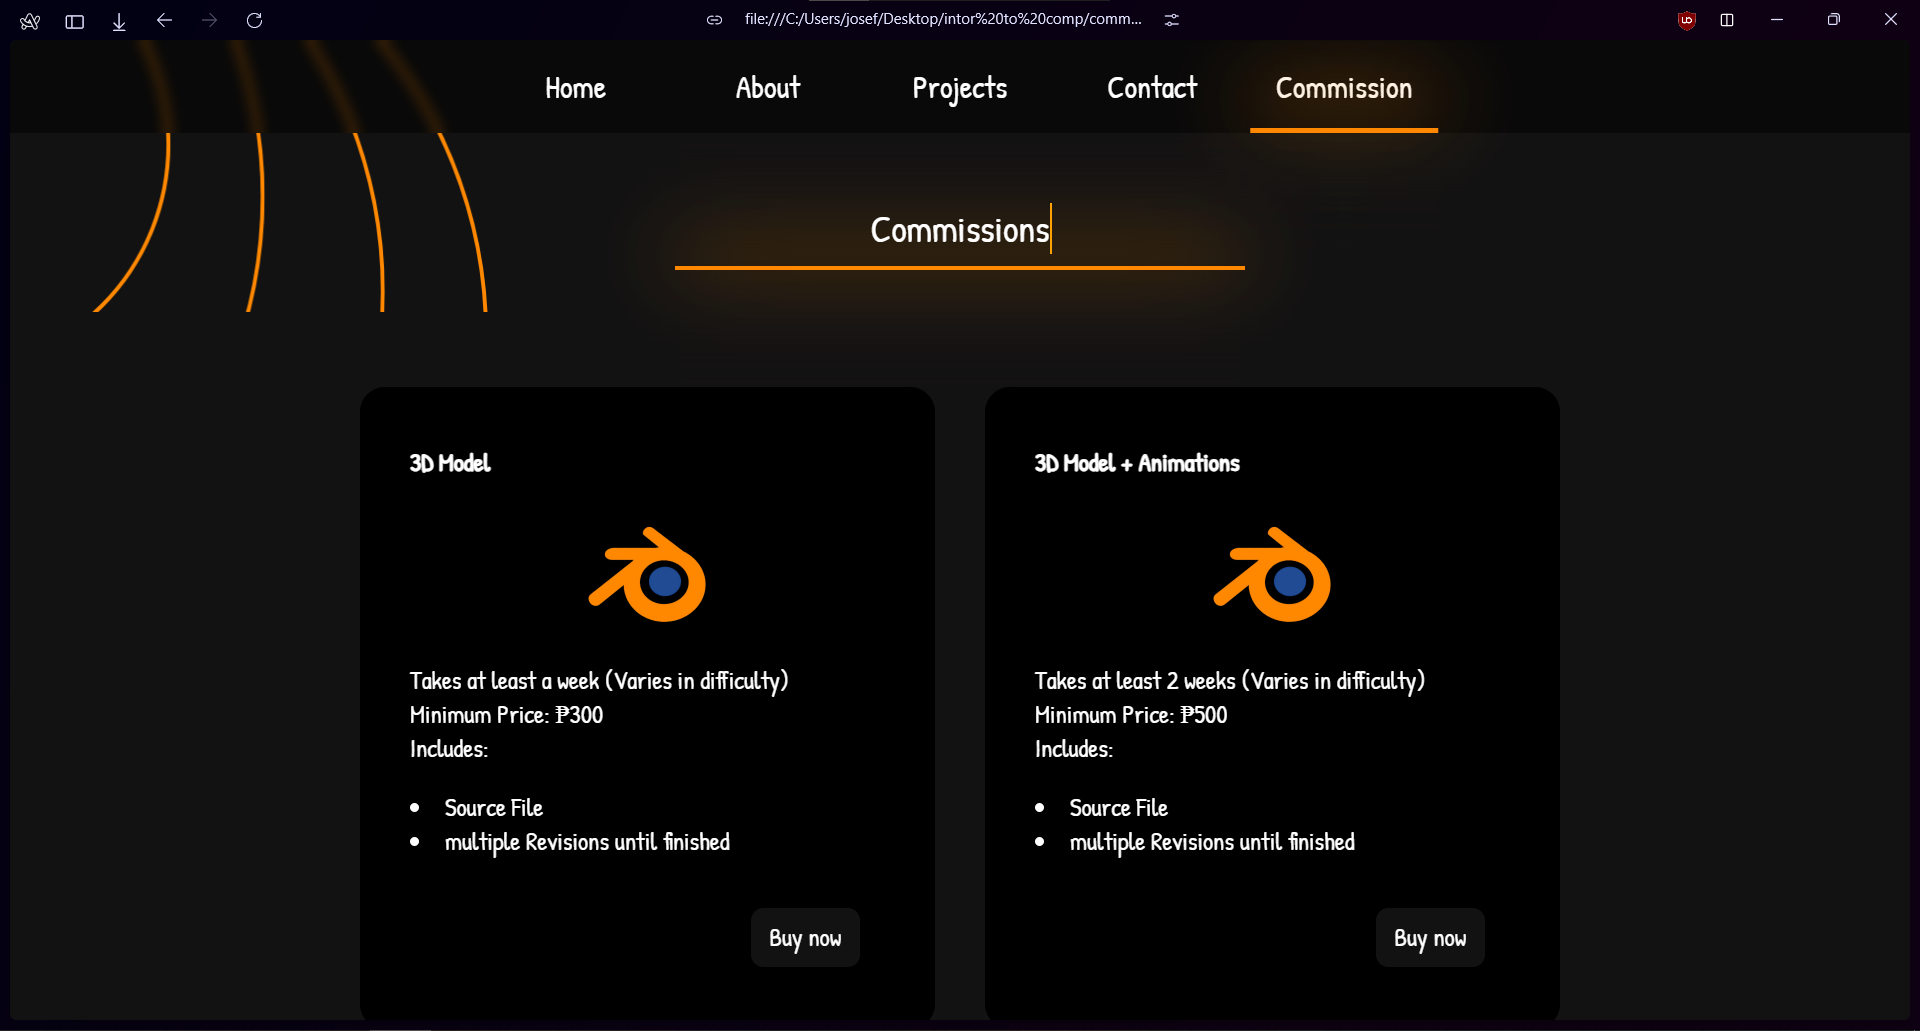 file:///C:/Users/josef/Desktop/intor%20to%20comp/comm...
Home About Projects Contact Commission
Commissions
3D Model
Takes at least a week (Varies in difficulty)
Minimum Price: ₱300
Includes:
• Source File
• multiple Revisions until finished
Buy now
3D Model + Animations
Takes at least 2 weeks (Varies in difficulty)
Minimum Price: ₱500
Includes:
• Source File
• multiple Revisions until finished
Buy now